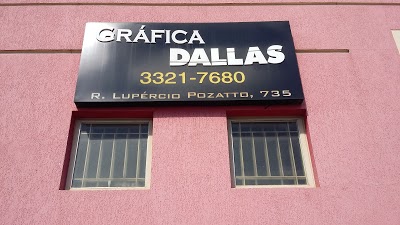 GRÁFICA
DALLAS
3321-7680
R. LUPÉRCIO POZATTO, 735